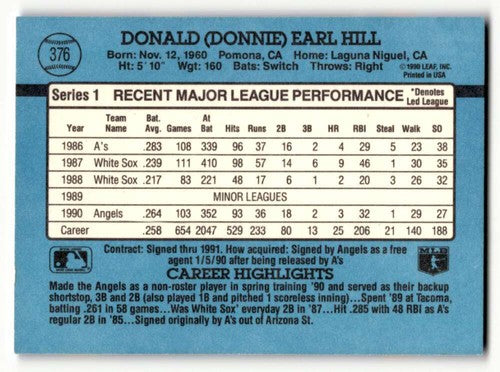 376
DONALD (DONNIE) EARL HILL
Born: Nov. 12, 1960 Pomona, CA Home: Laguna Niguel, CA
Ht: 5' 10" Wgt: 160 Bats: Switch Throws: Right
©1990 LEAF, INC.
Printed in USA
Series 1 RECENT MAJOR LEAGUE PERFORMANCE *Denotes Led League
Year Team Name Bat. Avg. Games At Bat Hits Runs 2B 3B HR RBI Steal Walk SO
1986 A's .283 108 339 96 37 16 2 4 29 5 23 38
1987 White Sox .239 111 410 98 57 14 6 9 46 1 30 35
1988 White Sox .217 83 221 48 17 6 1 2 20 3 26 32
1989 MINOR LEAGUES
1990 Angels .264 103 352 93 36 18 2 3 32 1 29 27
Career .258 654 2047 529 233 80 13 25 206 21 140 188
Contract: Signed thru 1991. How acquired: Signed by Angels as a free
agent 1/5/90 after being released by A's
CAREER HIGHLIGHTS
MLB
Made the Angels as a non-roster player in spring training '90 and served as their backup
shortstop, 3B and 2B (also played 1B and pitched 1 scoreless inning)...Spent '89 at Tacoma,
batting .261 in 58 games...Was White Sox' everyday 2B in '87...Hit .285 with 48 RBI as A's
regular 2B in '85...Signed originally by A's out of Arizona St.